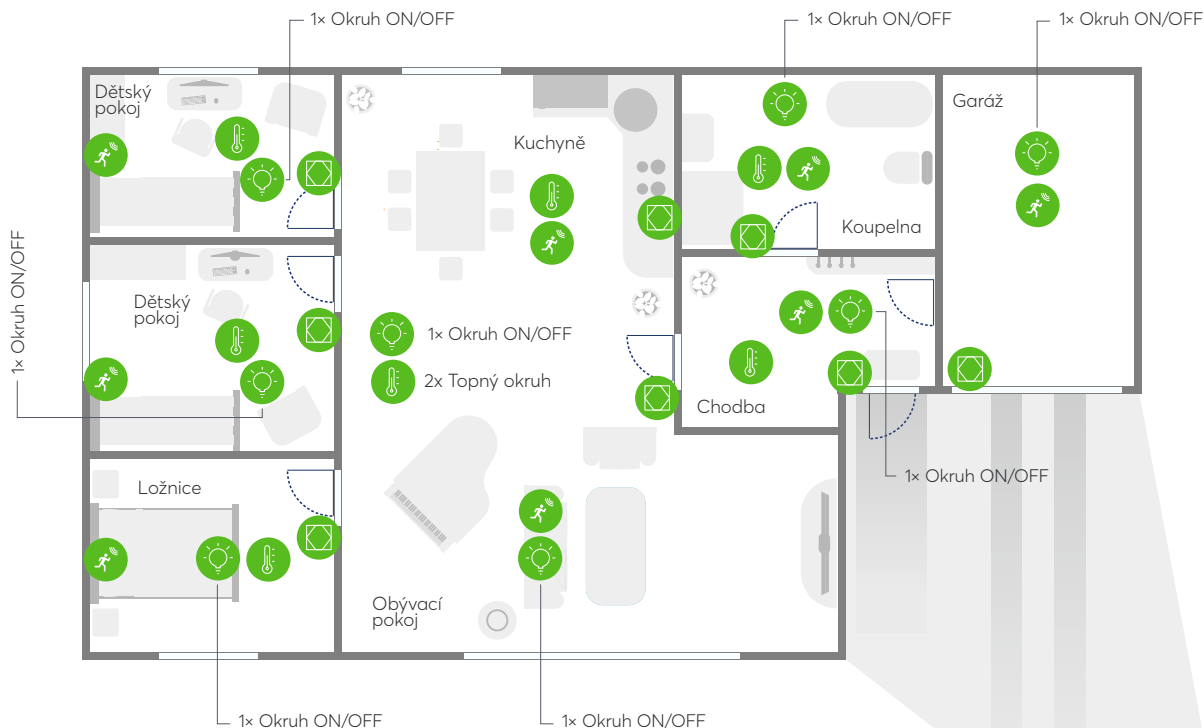 1× Okruh ON/OFF
1× Okruh ON/OFF
1× Okruh ON/OFF
Dětský
pokoj
Garáž
Kuchyně
Koupelna
1× Okruh ON/OFF
Dětský
pokoj
1× Okruh ON/OFF
2x Topný okruh
Chodba
1× Okruh ON/OFF
Ložnice
Obývací
pokoj
1× Okruh ON/OFF
1× Okruh ON/OFF